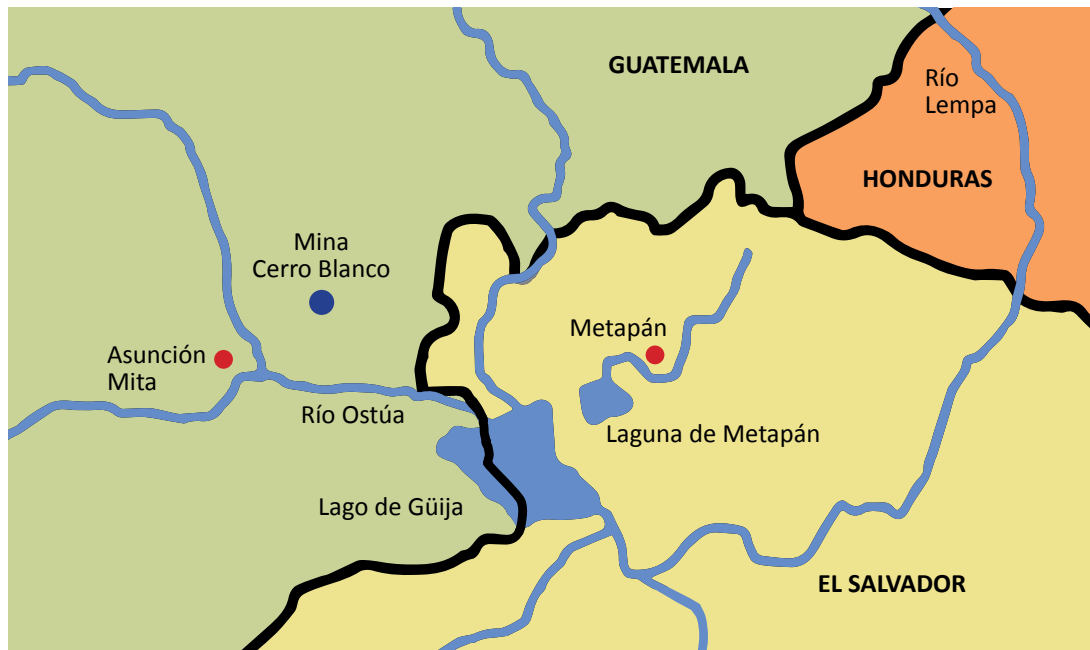 GUATEMALA
Río
Lempa
HONDURAS
Mina
Cerro Blanco
Metapán
Asunción
Mita
Río Ostúa
Laguna de Metapán
Lago de Güija
EL SALVADOR